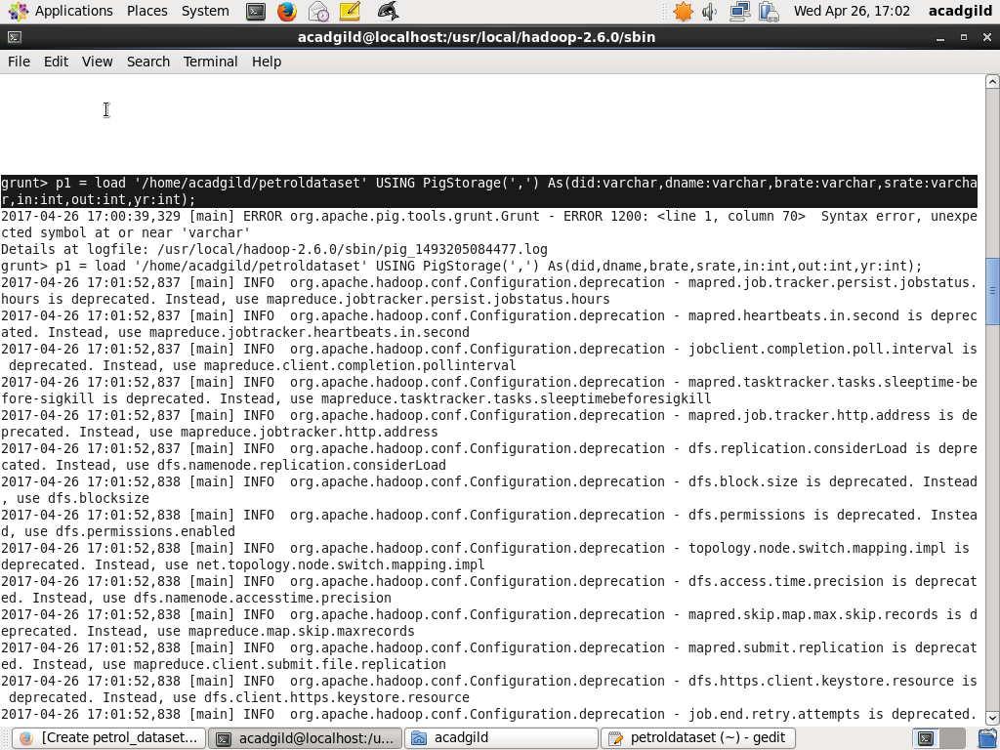 Applications Places System Wed Apr 26, 17:02 acadgild
acadgild@localhost:/usr/local/hadoop-2.6.0/sbin
File Edit View Search Terminal Help
grunt> p1 = load '/home/acadgild/petroldataset' USING PigStorage(',') As(did:varchar,dname:varchar,brate:varchar,srate:varcha
r,in:int,out:int,yr:int);
2017-04-26 17:00:39,329 [main] ERROR org.apache.pig.tools.grunt.Grunt - ERROR 1200: <line 1, column 70>  Syntax error, unexpe
cted symbol at or near 'varchar'
Details at logfile: /usr/local/hadoop-2.6.0/sbin/pig_1493205084477.log
grunt> p1 = load '/home/acadgild/petroldataset' USING PigStorage(',') As(did,dname,brate,srate,in:int,out:int,yr:int);
2017-04-26 17:01:52,837 [main] INFO  org.apache.hadoop.conf.Configuration.deprecation - mapred.job.tracker.persist.jobstatus.
hours is deprecated. Instead, use mapreduce.jobtracker.persist.jobstatus.hours
2017-04-26 17:01:52,837 [main] INFO  org.apache.hadoop.conf.Configuration.deprecation - mapred.heartbeats.in.second is deprec
ated. Instead, use mapreduce.jobtracker.heartbeats.in.second
2017-04-26 17:01:52,837 [main] INFO  org.apache.hadoop.conf.Configuration.deprecation - jobclient.completion.poll.interval is
 deprecated. Instead, use mapreduce.client.completion.pollinterval
2017-04-26 17:01:52,837 [main] INFO  org.apache.hadoop.conf.Configuration.deprecation - mapred.tasktracker.tasks.sleeptime-be
fore-sigkill is deprecated. Instead, use mapreduce.tasktracker.tasks.sleeptimebeforesigkill
2017-04-26 17:01:52,837 [main] INFO  org.apache.hadoop.conf.Configuration.deprecation - mapred.job.tracker.http.address is de
precated. Instead, use mapreduce.jobtracker.http.address
2017-04-26 17:01:52,837 [main] INFO  org.apache.hadoop.conf.Configuration.deprecation - dfs.replication.considerLoad is depre
cated. Instead, use dfs.namenode.replication.considerLoad
2017-04-26 17:01:52,838 [main] INFO  org.apache.hadoop.conf.Configuration.deprecation - dfs.block.size is deprecated. Instead
, use dfs.blocksize
2017-04-26 17:01:52,838 [main] INFO  org.apache.hadoop.conf.Configuration.deprecation - dfs.permissions is deprecated. Instea
d, use dfs.permissions.enabled
2017-04-26 17:01:52,838 [main] INFO  org.apache.hadoop.conf.Configuration.deprecation - topology.node.switch.mapping.impl is
deprecated. Instead, use net.topology.node.switch.mapping.impl
2017-04-26 17:01:52,838 [main] INFO  org.apache.hadoop.conf.Configuration.deprecation - dfs.access.time.precision is deprecat
ed. Instead, use dfs.namenode.accesstime.precision
2017-04-26 17:01:52,838 [main] INFO  org.apache.hadoop.conf.Configuration.deprecation - mapred.skip.map.max.skip.records is d
eprecated. Instead, use mapreduce.map.skip.maxrecords
2017-04-26 17:01:52,838 [main] INFO  org.apache.hadoop.conf.Configuration.deprecation - mapred.submit.replication is deprecat
ed. Instead, use mapreduce.client.submit.file.replication
2017-04-26 17:01:52,838 [main] INFO  org.apache.hadoop.conf.Configuration.deprecation - dfs.https.client.keystore.resource is
 deprecated. Instead, use dfs.client.https.keystore.resource
2017-04-26 17:01:52,838 [main] INFO  org.apache.hadoop.conf.Configuration.deprecation - job.end.retry.attempts is deprecated.
[Create petrol_dataset... acadgild@localhost:/u... acadgild petroldataset (~) - gedit